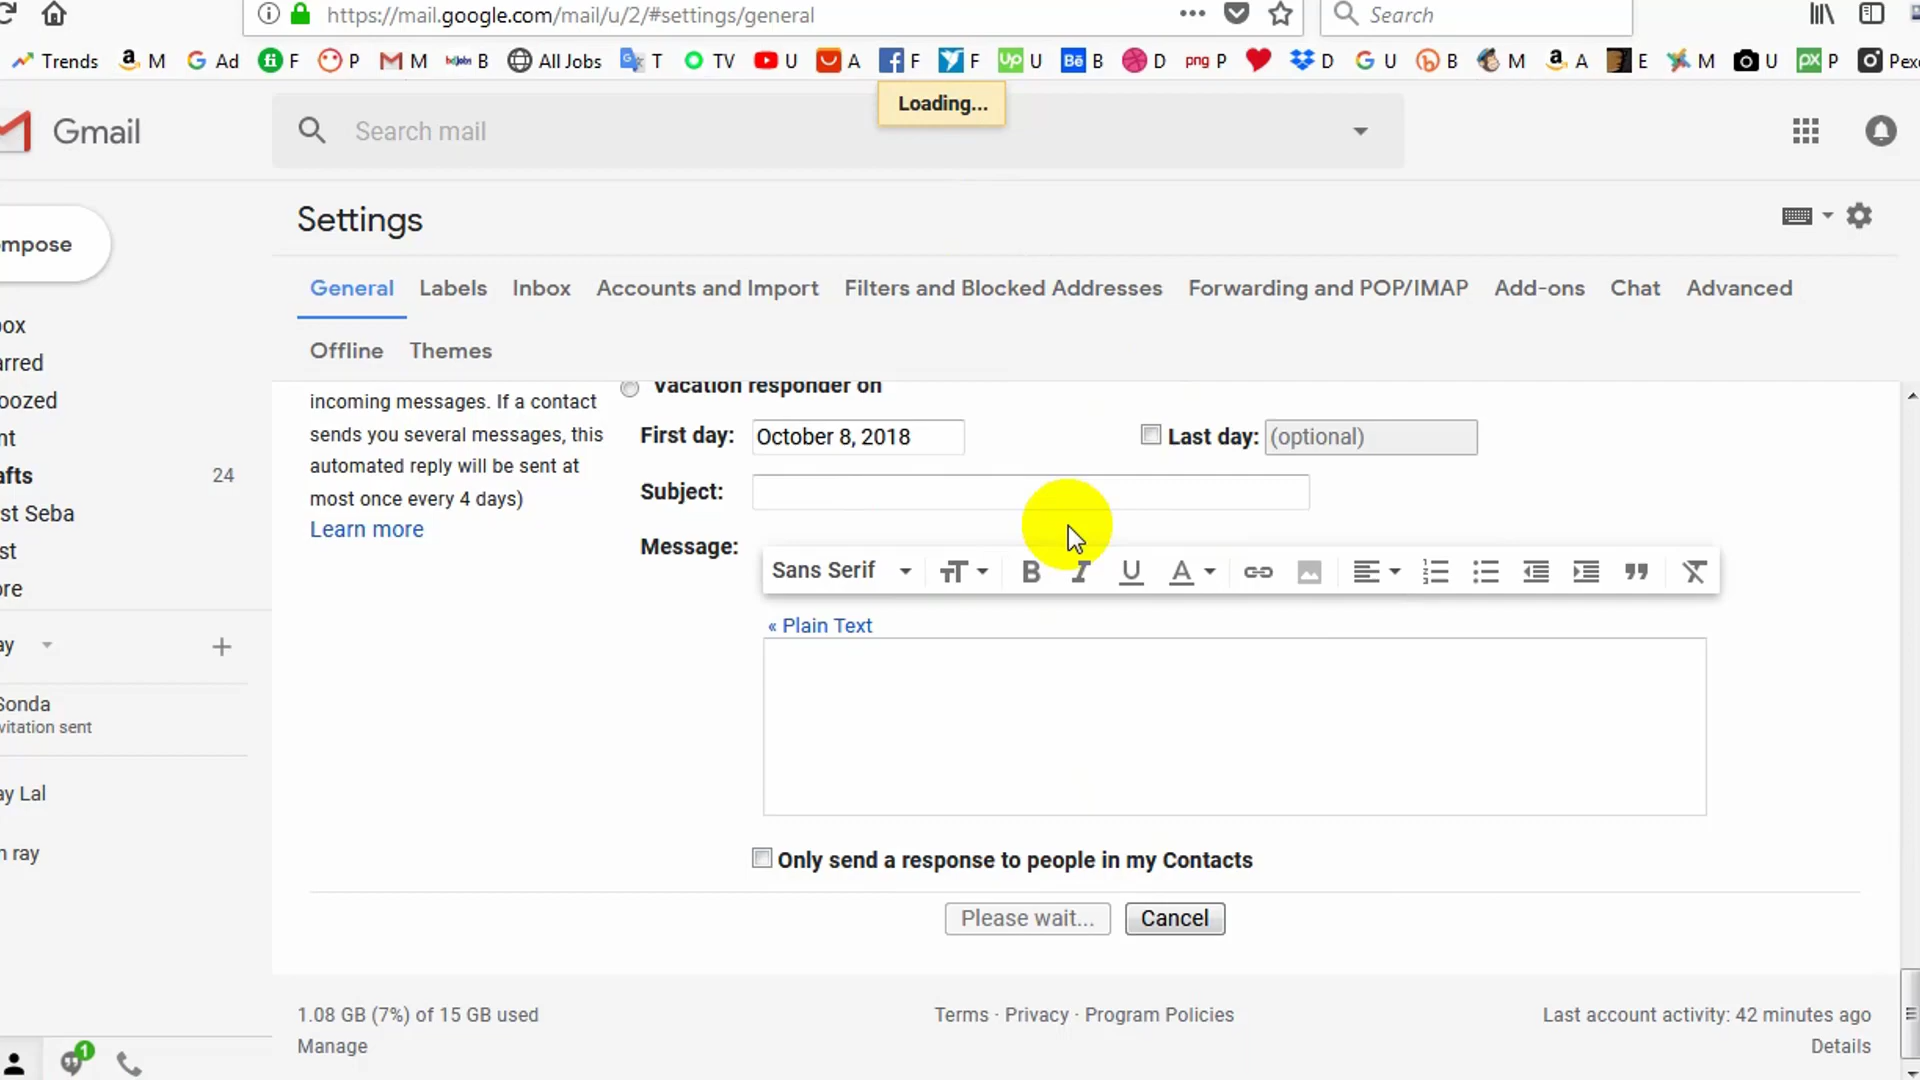 https://mail.google.com/mail/u/2/#settings/general
Search
Trends M Ad F P M B All Jobs T TV U A F F U B D png P D U B M A E M U P Pexe
Loading...
Gmail
Search mail
ompose
Settings
General Labels Inbox Accounts and Import Filters and Blocked Addresses Forwarding and POP/IMAP Add-ons Chat Advanced
Offline Themes
box
arred
oozed
nt
afts 24
st Seba
st
ore
ay
Sonda
vitation sent
ay Lal
n ray
1
incoming messages. If a contact
sends you several messages, this
automated reply will be sent at
most once every 4 days)
Learn more
Vacation responder on
First day: October 8, 2018 Last day: (optional)
Subject:
Message:
Sans Serif
« Plain Text
Only send a response to people in my Contacts
Please wait... Cancel
1.08 GB (7%) of 15 GB used
Manage
Terms · Privacy · Program Policies
Last account activity: 42 minutes ago
Details